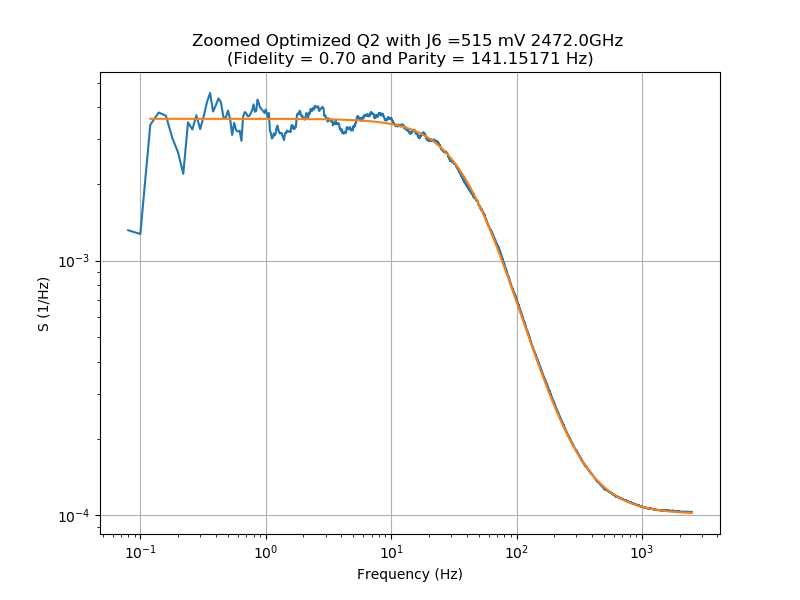 Zoomed Optimized Q2 with J6 =515 mV 2472.0GHz
(Fidelity = 0.70 and Parity = 141.15171 Hz)
S (1/Hz)
10⁻³
10⁻⁴
10⁻¹ 10⁰ 10¹ 10² 10³
Frequency (Hz)